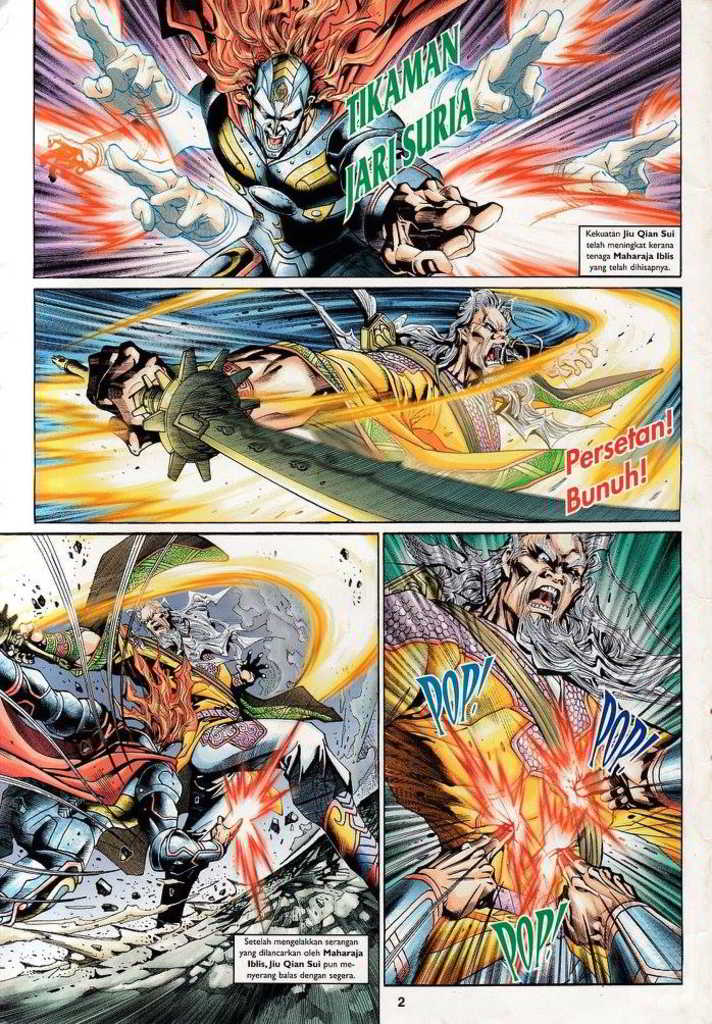 TIKAMAN
JARI SURIA
Kekuatan Jiu Qian Sui
telah meningkat kerana
tenaga Maharaja Iblis
yang telah dihisapnya.
Persetan!
Bunuh!
Setelah mengelakkan serangan
yang dilancarkan oleh Maharaja
Iblis, Jiu Qian Sui pun me-
nyerang balas dengan segera.
POP!
POP!
POP!
2